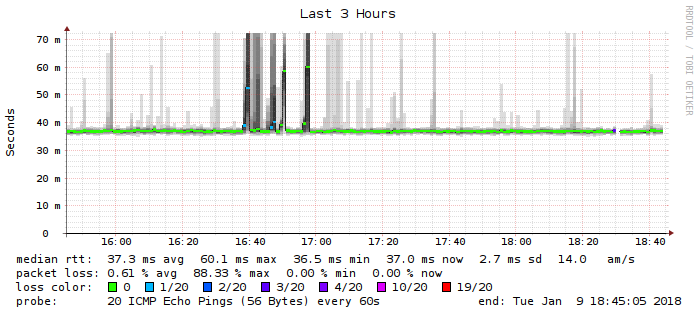 Last 3 Hours
RRDTOOL / TOBI OETIKER
Seconds
70 m
60 m
50 m
40 m
30 m
20 m
10 m
0
16:00 16:20 16:40 17:00 17:20 17:40 18:00 18:20 18:40
median rtt: 37.3 ms avg 60.1 ms max 36.5 ms min 37.0 ms now 2.7 ms sd 14.0 am/s
packet loss: 0.61 % avg 88.33 % max 0.00 % min 0.00 % now
loss color: 0 1/20 2/20 3/20 4/20 10/20 19/20
probe: 20 ICMP Echo Pings (56 Bytes) every 60s end: Tue Jan 9 18:45:05 2018